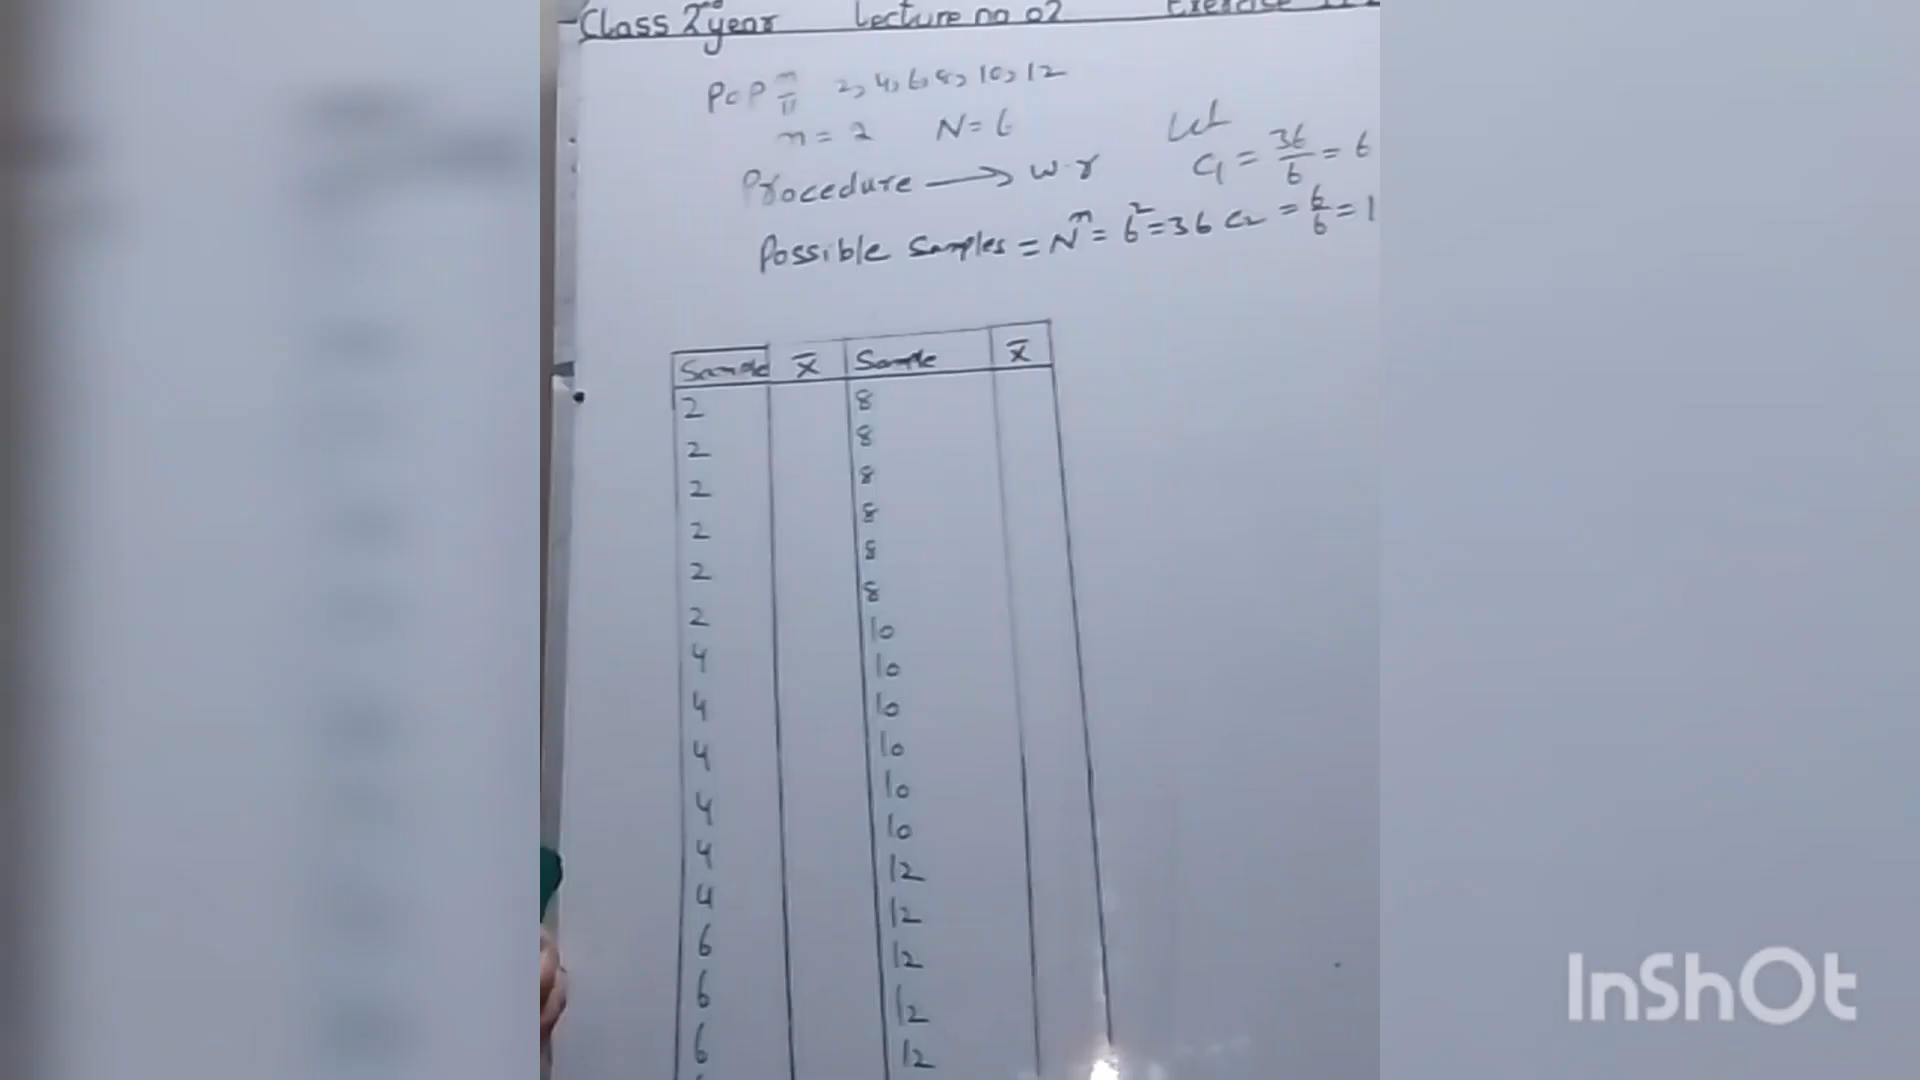 Class 2nd year Lecture no 02 Exercise
Popn 2, 4, 6, 8, 10, 12
n = 2 N = 6
Procedure → w.r
Let
C1 = 36/6 = 6
Possible Samples = N^n = 6^2 = 36 C2 = 6/6 = 1
Sample x̄ Sample x̄
2 8
2 8
2 8
2 8
2 8
2 8
4 10
4 10
4 10
4 10
4 10
4 10
6 12
6 12
6 12
12
12
InShOt